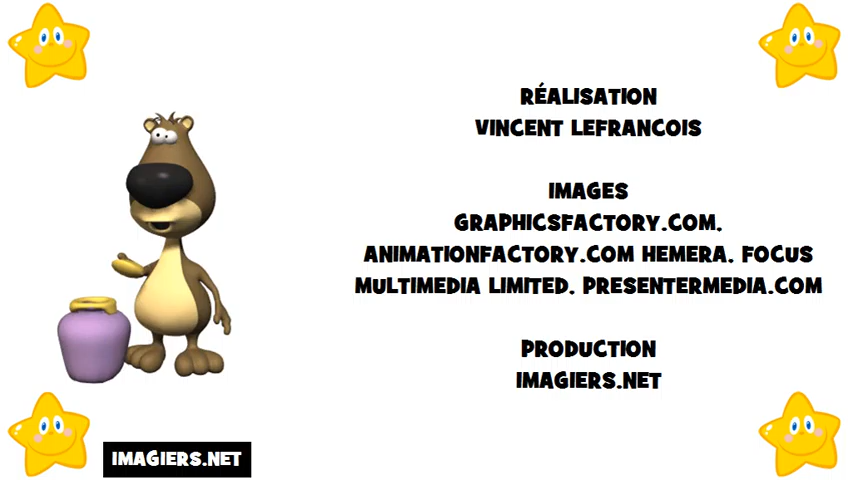 RÉALISATION
VINCENT LEFRANCOIS
IMAGES
GRAPHICSFACTORY.COM,
ANIMATIONFACTORY.COM HEMERA, FOCUS
MULTIMEDIA LIMITED, PRESENTERMEDIA.COM
PRODUCTION
IMAGIERS.NET
IMAGIERS.NET